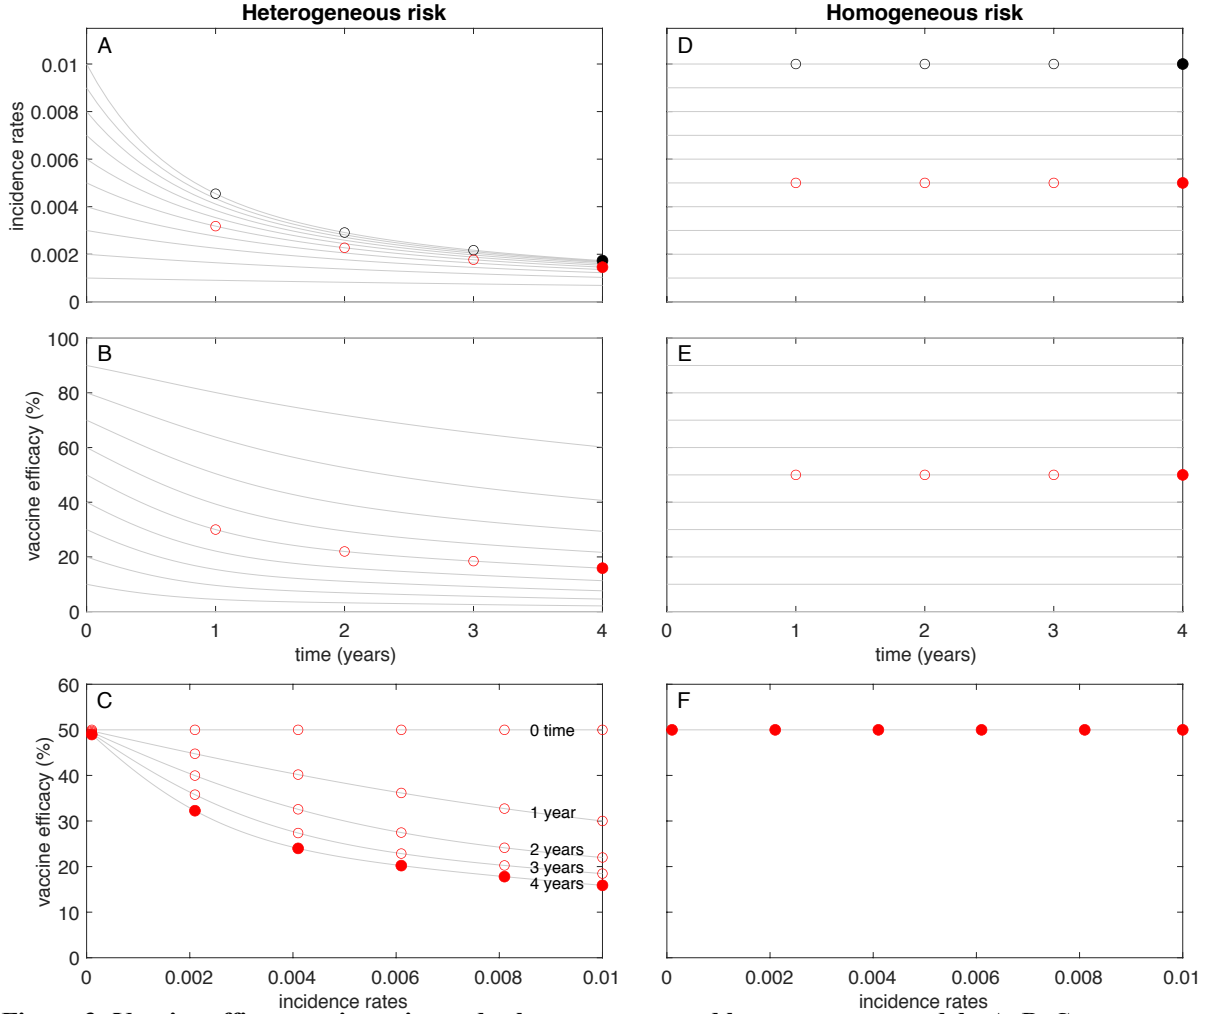 Heterogeneous risk
Homogeneous risk
A
incidence rates
0.01
0.008
0.006
0.004
0.002
0
D
B
vaccine efficacy (%)
100
80
60
40
20
0
0 1 2 3 4
time (years)
E
0 1 2 3 4
time (years)
C
vaccine efficacy (%)
60
50
40
30
20
10
0
0 time
1 year
2 years
3 years
4 years
0 0.002 0.004 0.006 0.008 0.01
incidence rates
F
0 0.002 0.004 0.006 0.008 0.01
incidence rates